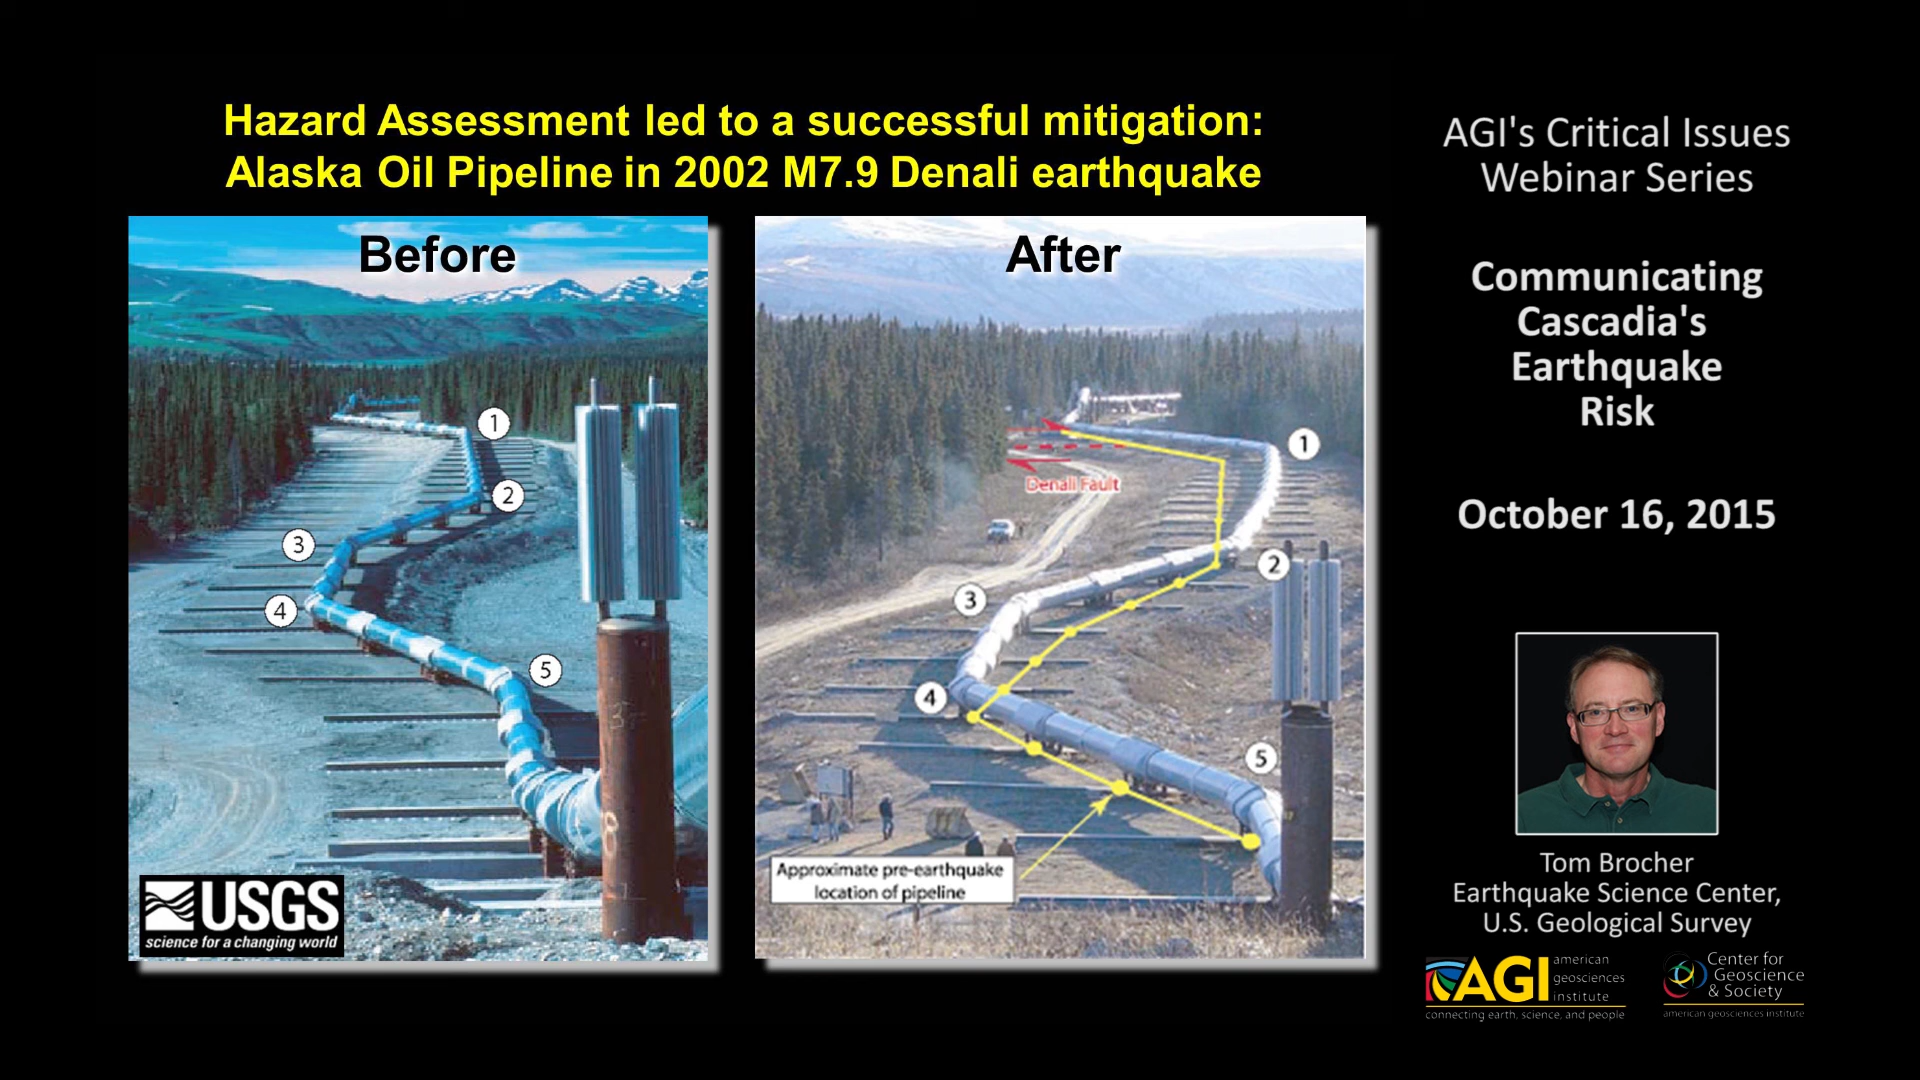 Hazard Assessment led to a successful mitigation:
Alaska Oil Pipeline in 2002 M7.9 Denali earthquake
Before
1
2
3
4
5
8
USGS
science for a changing world
After
1
Denali Fault
2
3
4
5
Approximate pre-earthquake
location of pipeline
AGI's Critical Issues
Webinar Series
Communicating
Cascadia's
Earthquake
Risk
October 16, 2015
Tom Brocher
Earthquake Science Center,
U.S. Geological Survey
AGI
american
geosciences
institute
connecting earth, science, and people
Center for
Geoscience
& Society
american geosciences institute